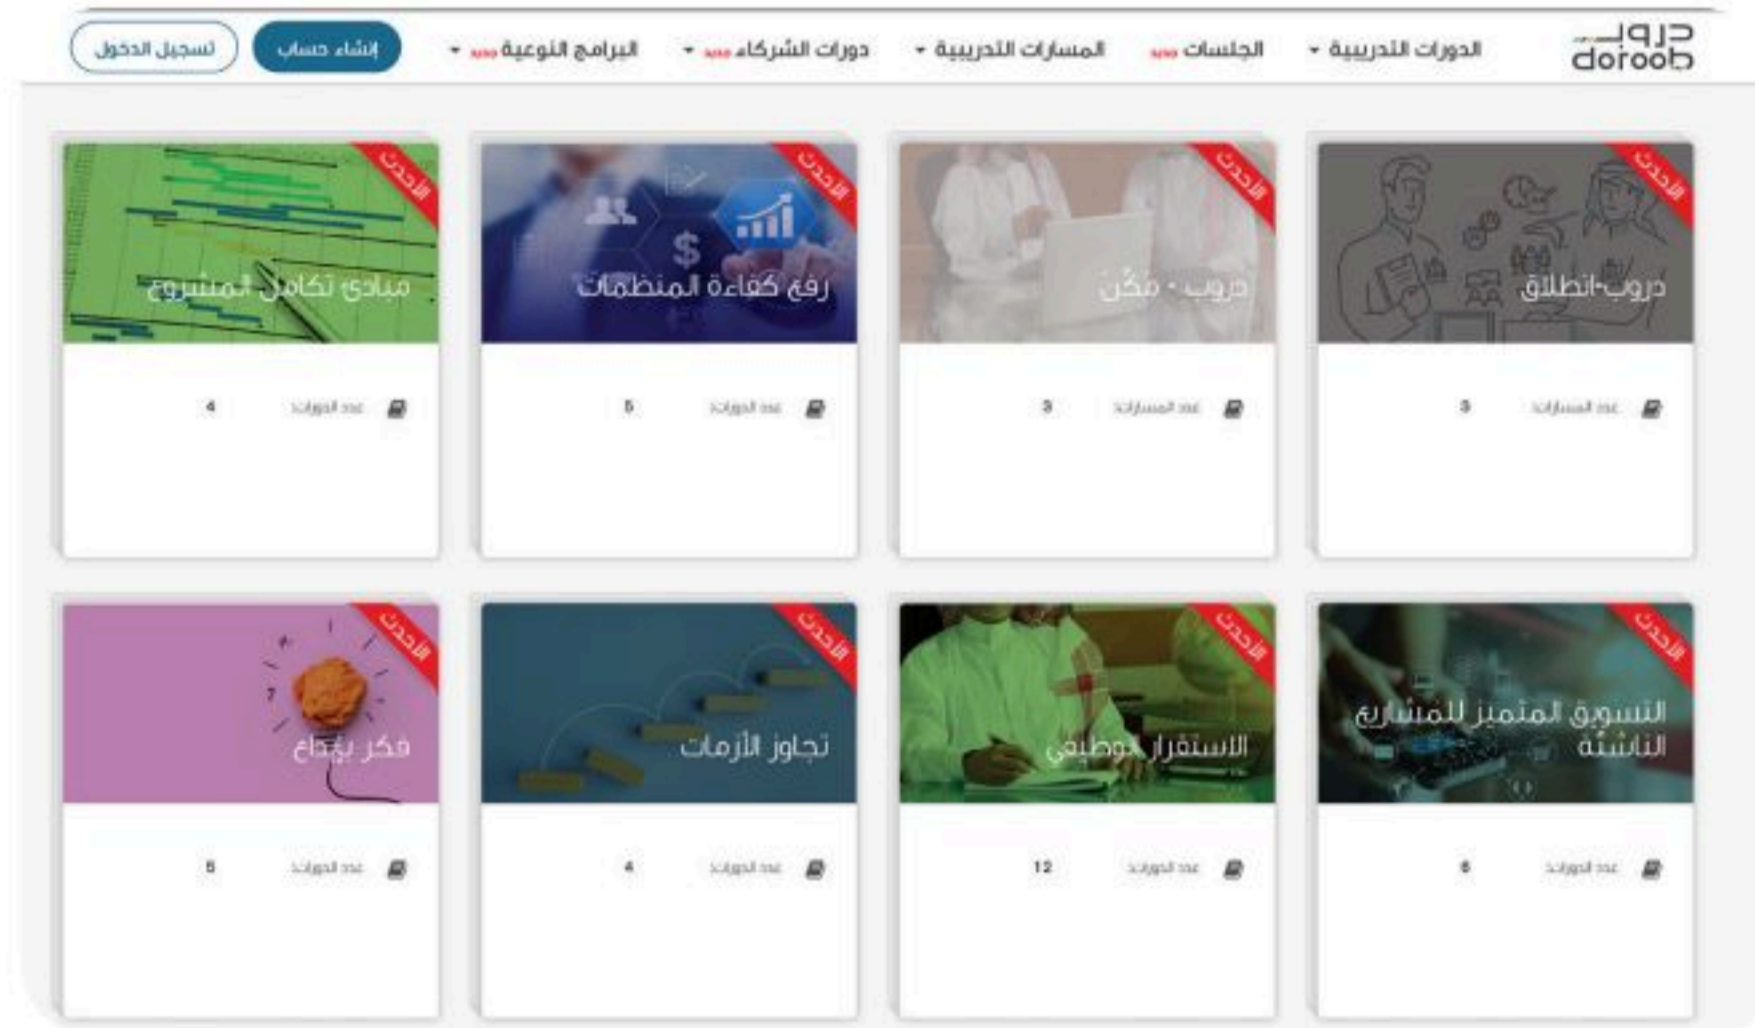 دروب
doroob
الدورات التدريبية
الجلسات جديد
المسارات التدريبية
دورات الشركاء جديد
البرامج النوعية جديد
إنشاء حساب
تسجيل الدخول
الأحدث
دروب-انطلاق
عدد المسارات: 3
الأحدث
دروب - مَكِّن
عدد المسارات: 3
الأحدث
رفع كفاءة المنظمات
عدد الدورات: 5
الأحدث
مبادئ تكامل المشروع
عدد الدورات: 4
الأحدث
التسويق المتميز للمشاريع
الناشئة
عدد الدورات: 6
الأحدث
الاستقرار الوظيفي
عدد الدورات: 12
الأحدث
تجاوز الأزمات
عدد الدورات: 4
الأحدث
فكر بإبداع
عدد الدورات: